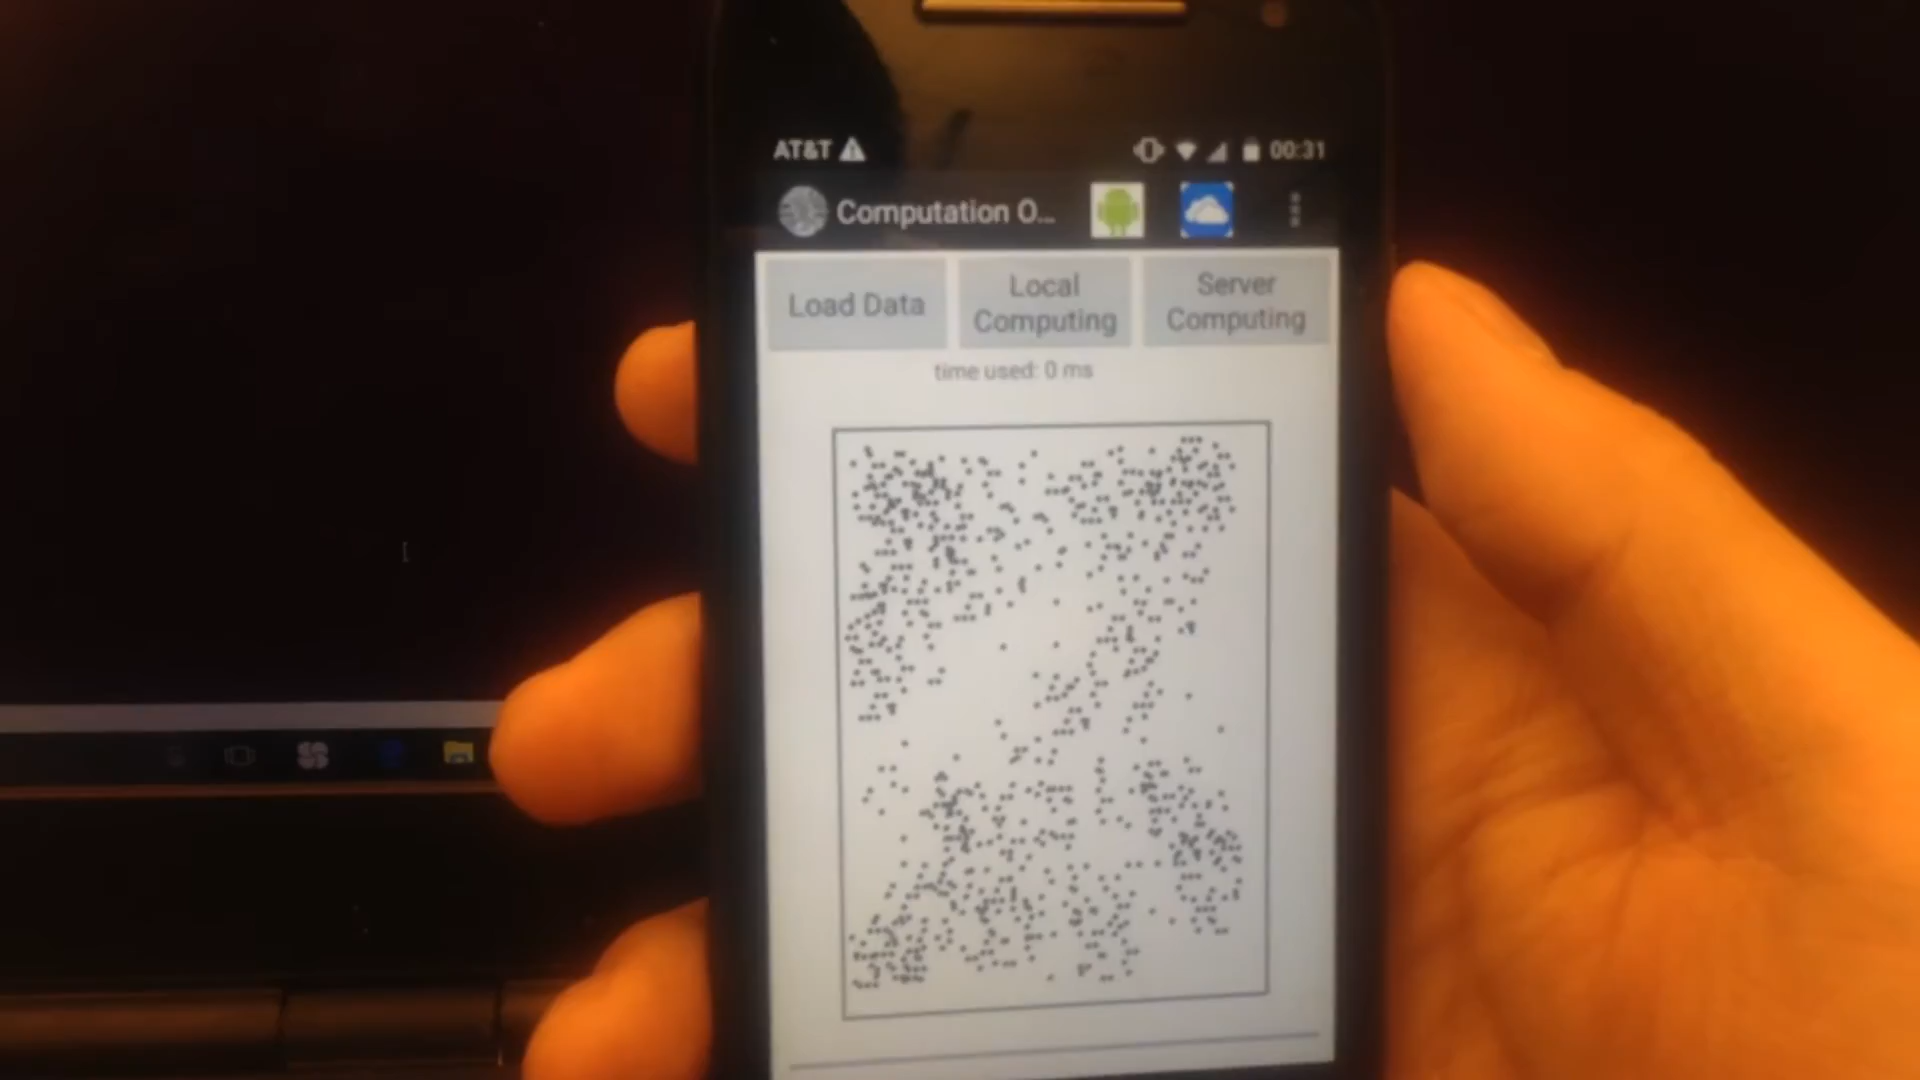 AT&T 00:31
Computation O...
Load Data
Local
Computing
Server
Computing
time used: 0 ms